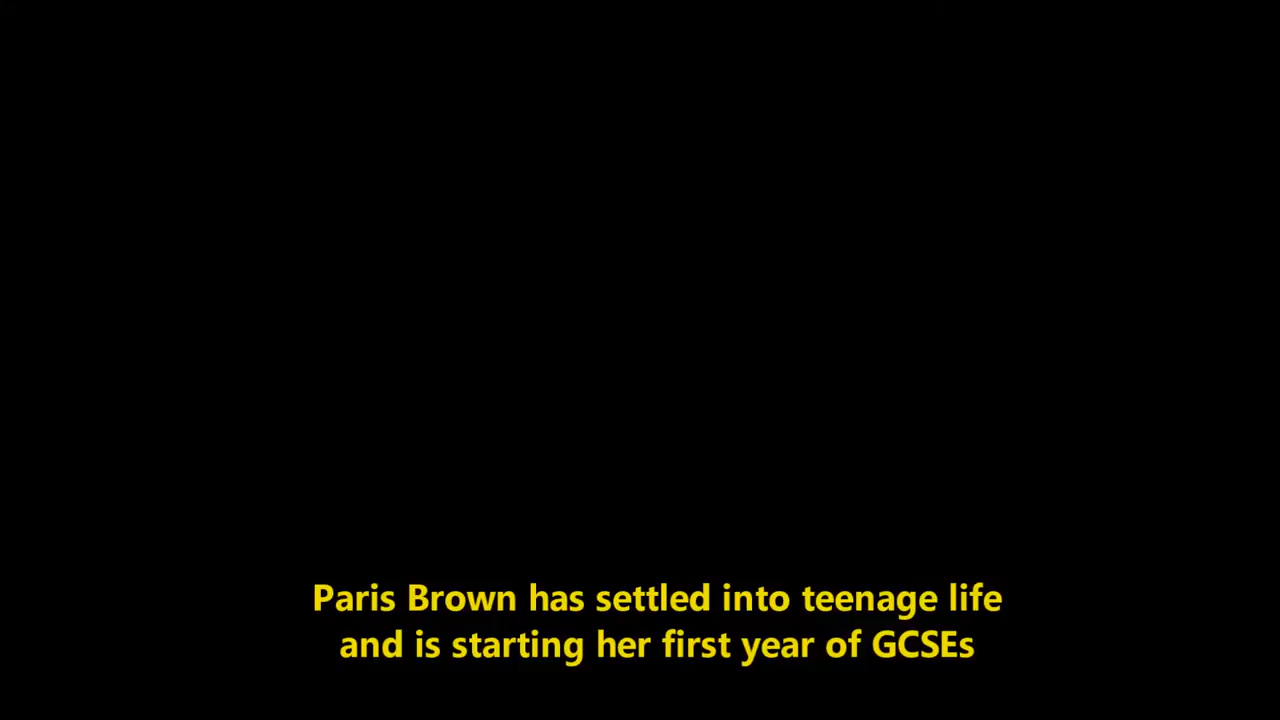 Paris Brown has settled into teenage life
and is starting her first year of GCSEs